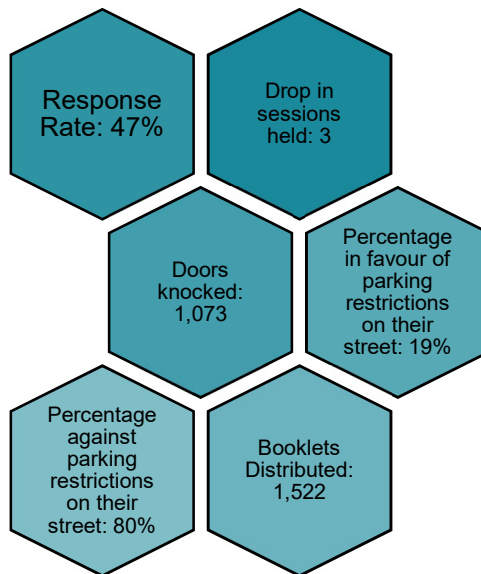 Response
Rate: 47%
Drop in
sessions
held: 3
Doors
knocked:
1,073
Percentage
in favour of
parking
restrictions
on their
street: 19%
Percentage
against
parking
restrictions
on their
street: 80%
Booklets
Distributed:
1,522